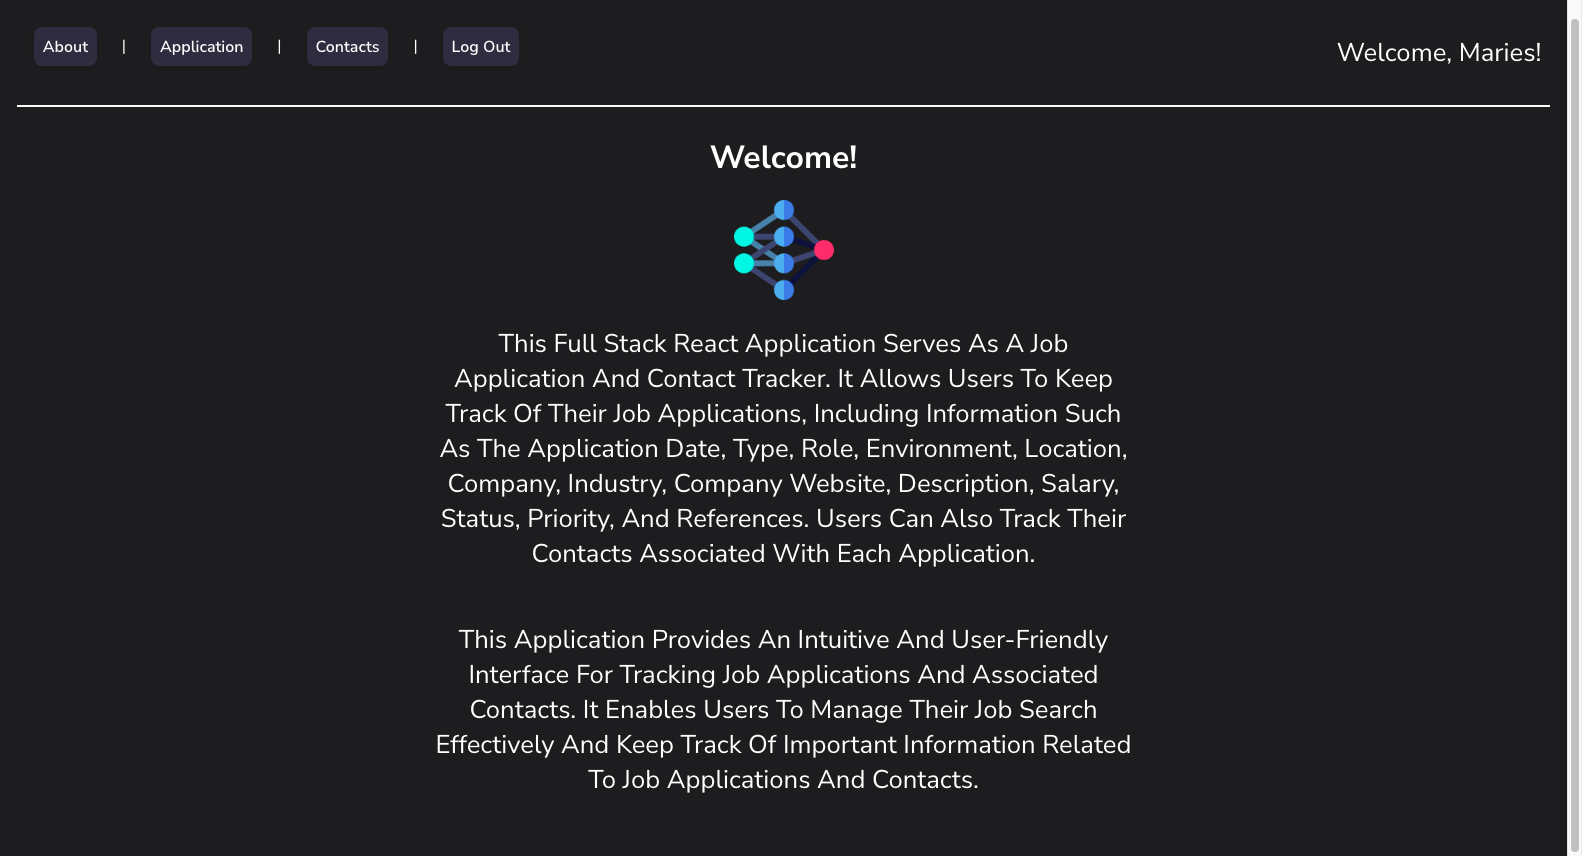 About | Application | Contacts | Log Out
Welcome, Maries!
Welcome!
This Full Stack React Application Serves As A Job
Application And Contact Tracker. It Allows Users To Keep
Track Of Their Job Applications, Including Information Such
As The Application Date, Type, Role, Environment, Location,
Company, Industry, Company Website, Description, Salary,
Status, Priority, And References. Users Can Also Track Their
Contacts Associated With Each Application.
This Application Provides An Intuitive And User-Friendly
Interface For Tracking Job Applications And Associated
Contacts. It Enables Users To Manage Their Job Search
Effectively And Keep Track Of Important Information Related
To Job Applications And Contacts.